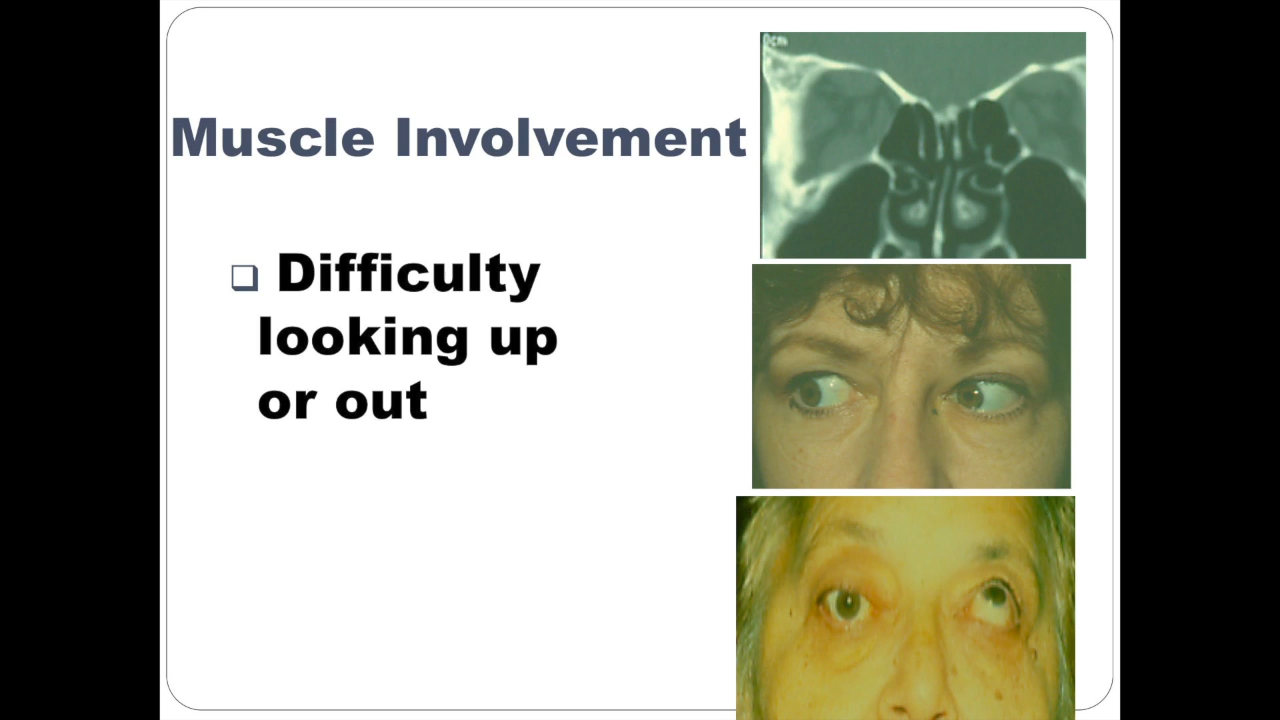 Muscle Involvement
❑ Difficulty
looking up
or out